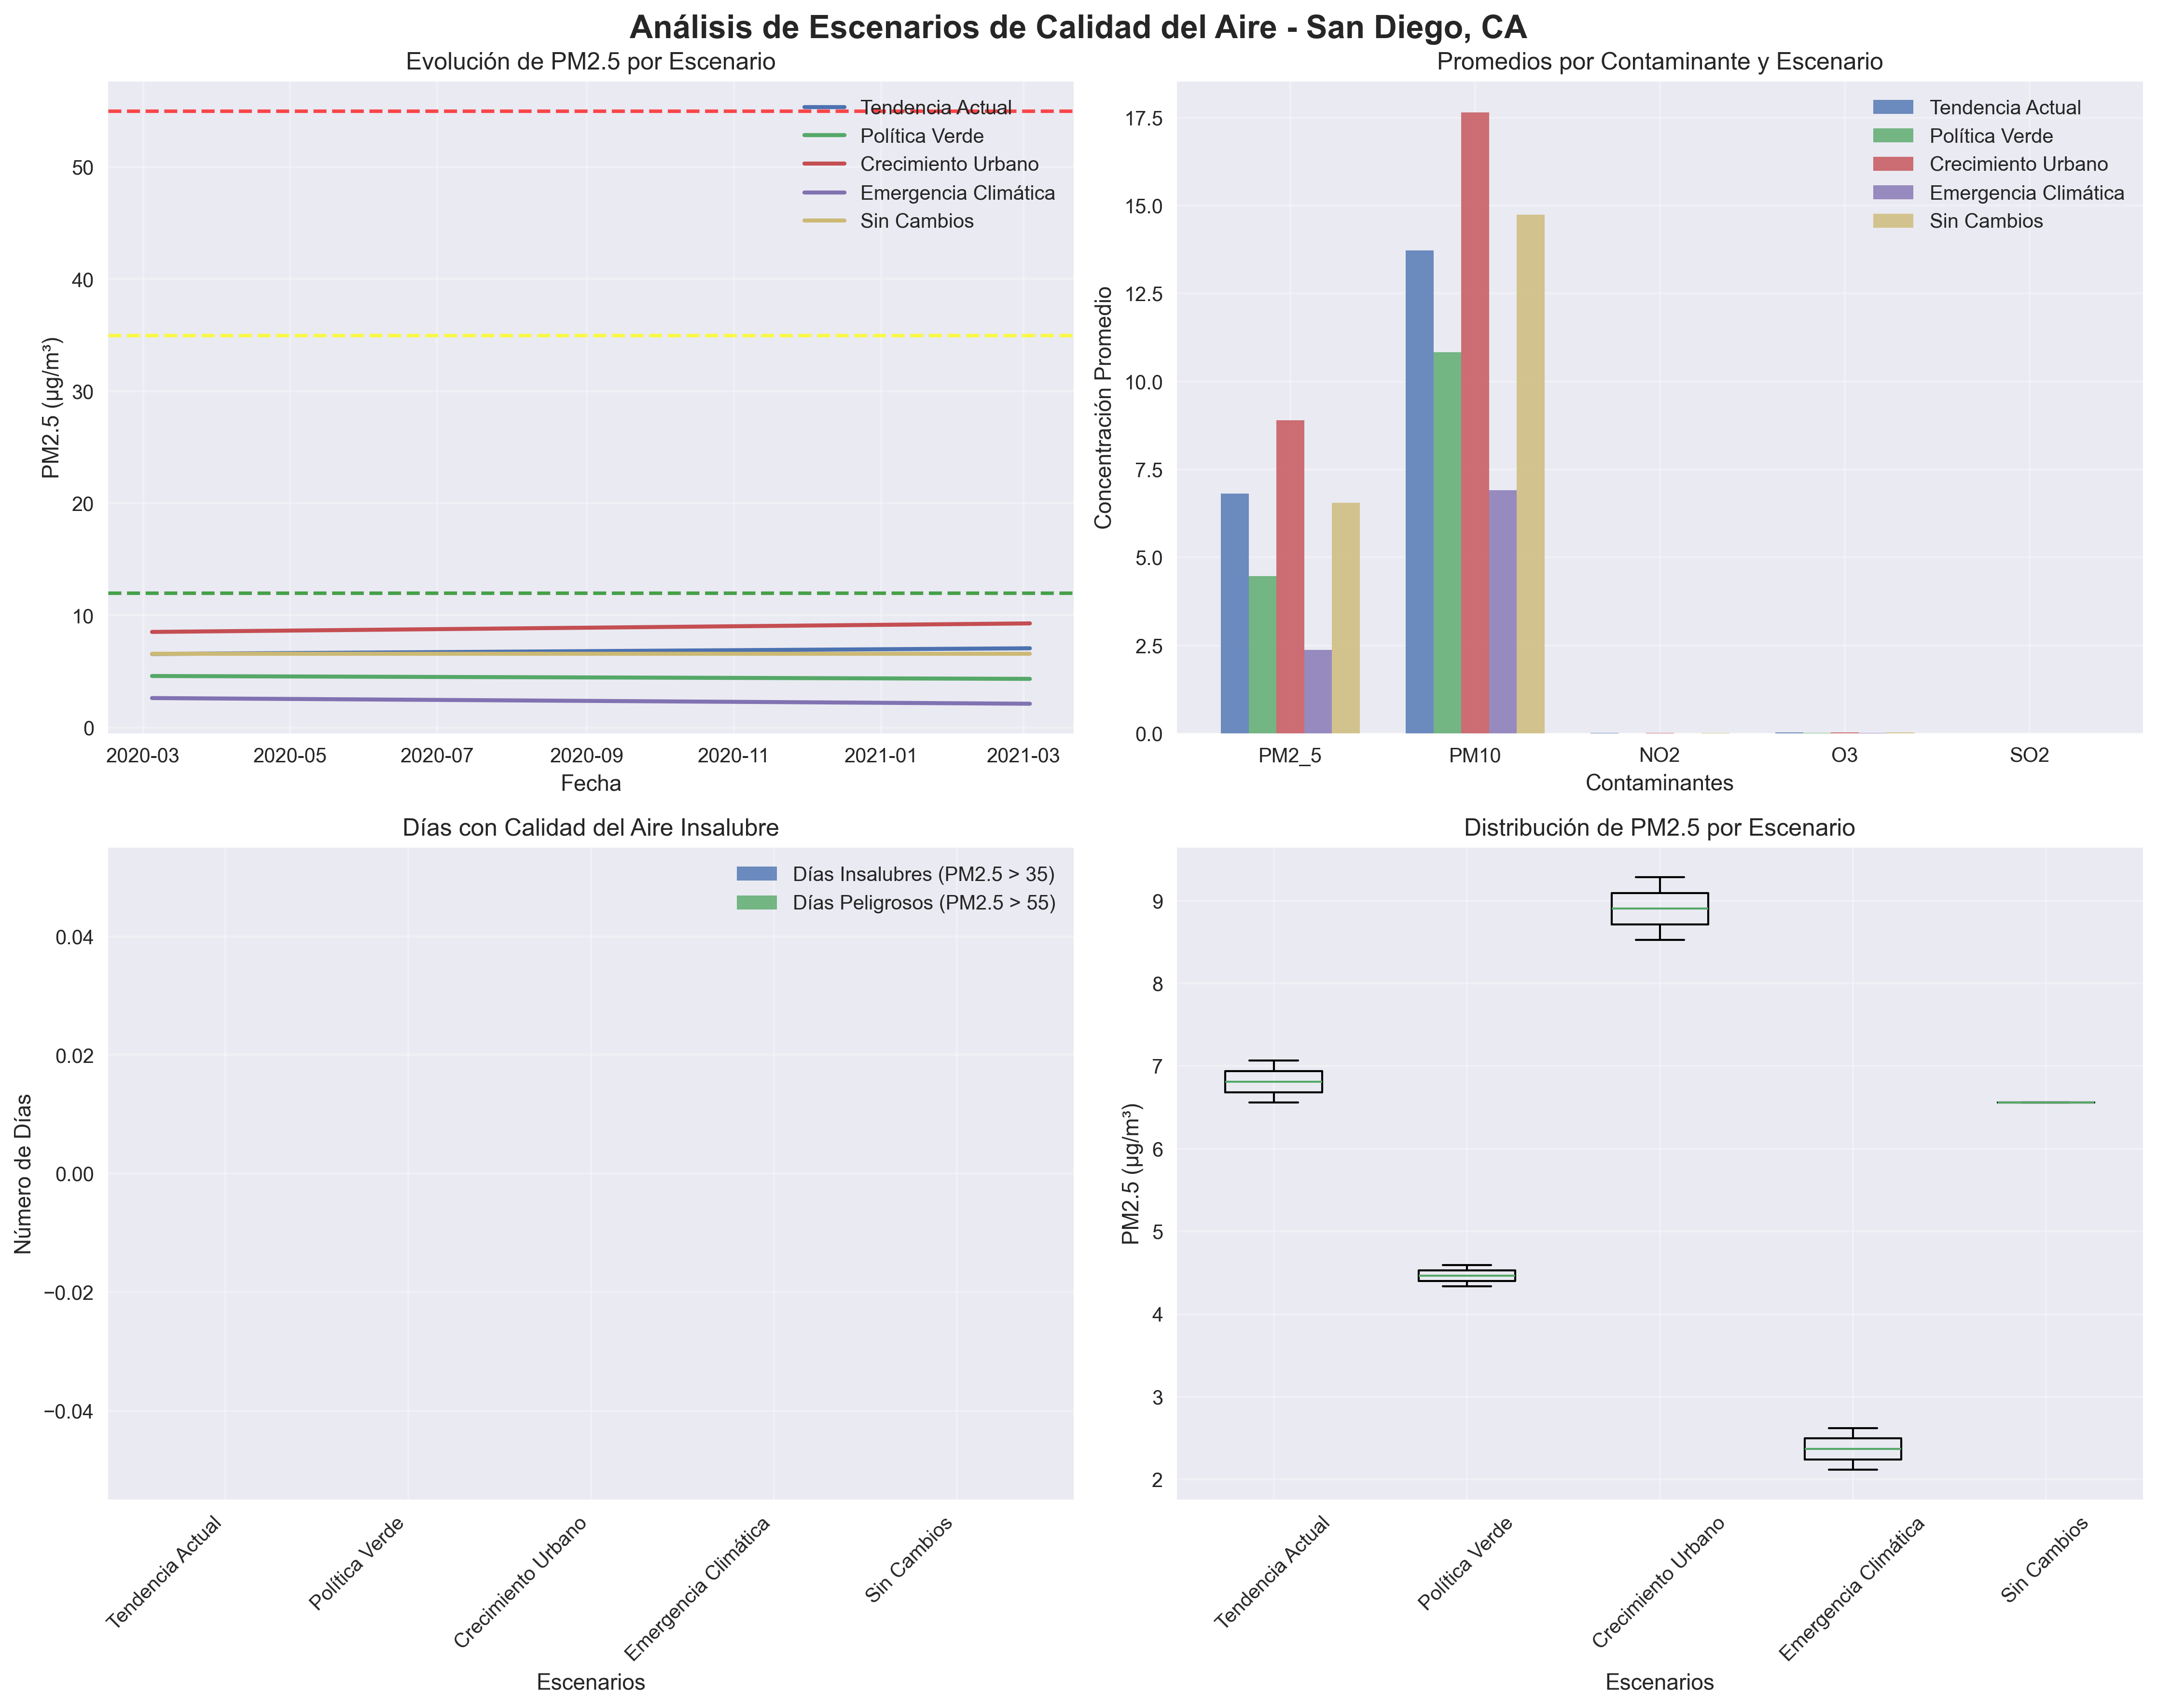 Análisis de Escenarios de Calidad del Aire - San Diego, CA
Evolución de PM2.5 por Escenario
PM2.5 (μg/m³)
50
40
30
20
10
0
Tendencia Actual
Política Verde
Crecimiento Urbano
Emergencia Climática
Sin Cambios
2020-03 2020-05 2020-07 2020-09 2020-11 2021-01 2021-03
Fecha
Promedios por Contaminante y Escenario
Concentración Promedio
17.5
15.0
12.5
10.0
7.5
5.0
2.5
0.0
Tendencia Actual
Política Verde
Crecimiento Urbano
Emergencia Climática
Sin Cambios
PM2_5 PM10 NO2 O3 SO2
Contaminantes
Días con Calidad del Aire Insalubre
Número de Días
0.04
0.02
0.00
−0.02
−0.04
Días Insalubres (PM2.5 > 35)
Días Peligrosos (PM2.5 > 55)
Tendencia Actual
Política Verde
Crecimiento Urbano
Emergencia Climática
Sin Cambios
Escenarios
Distribución de PM2.5 por Escenario
PM2.5 (μg/m³)
9
8
7
6
5
4
3
2
Tendencia Actual
Política Verde
Crecimiento Urbano
Emergencia Climática
Sin Cambios
Escenarios